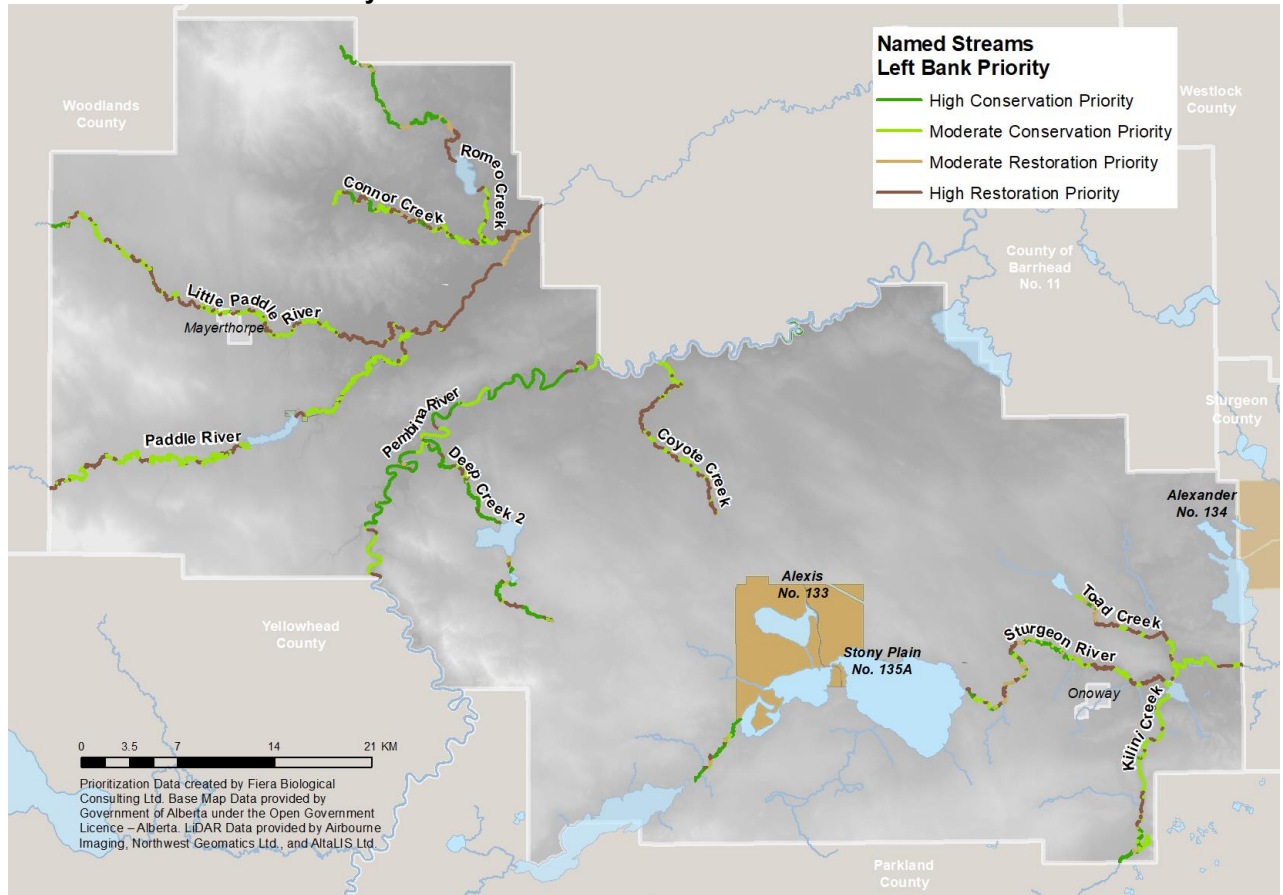 Named Streams
Left Bank Priority
High Conservation Priority
Moderate Conservation Priority
Moderate Restoration Priority
High Restoration Priority
Woodlands
County
Westlock
County
Romeo Creek
Connor Creek
County of
Barrhead
No. 11
Little Paddle River
Mayerthorpe
Sturgeon
County
Pembina River
Paddle River
Coyote Creek
Deep Creek 2
Alexander
No. 134
Alexis
No. 133
Toad Creek
Yellowhead
County
Sturgeon River
Stony Plain
No. 135A
Onoway
Kilini Creek
0 3.5 7 14 21 KM
Prioritization Data created by Fiera Biological
Consulting Ltd. Base Map Data provided by
Government of Alberta under the Open Government
Licence – Alberta. LiDAR Data provided by Airbourne
Imaging, Northwest Geomatics Ltd., and AltaLIS Ltd.
Parkland
County